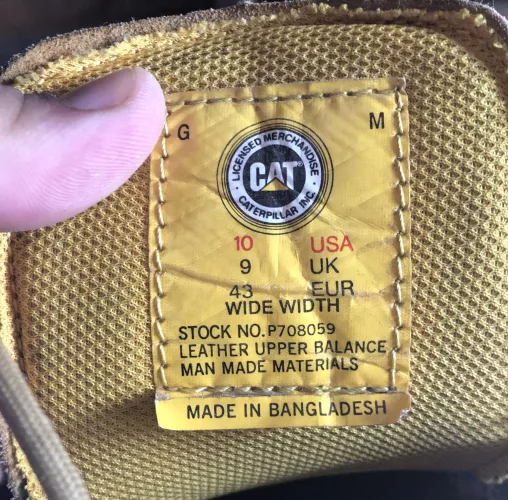 G M
LICENSED MERCHANDISE
CAT®
CATERPILLAR INC.
10 USA
9 UK
43 EUR
WIDE WIDTH
STOCK NO.P708059
LEATHER UPPER BALANCE
MAN MADE MATERIALS
MADE IN BANGLADESH